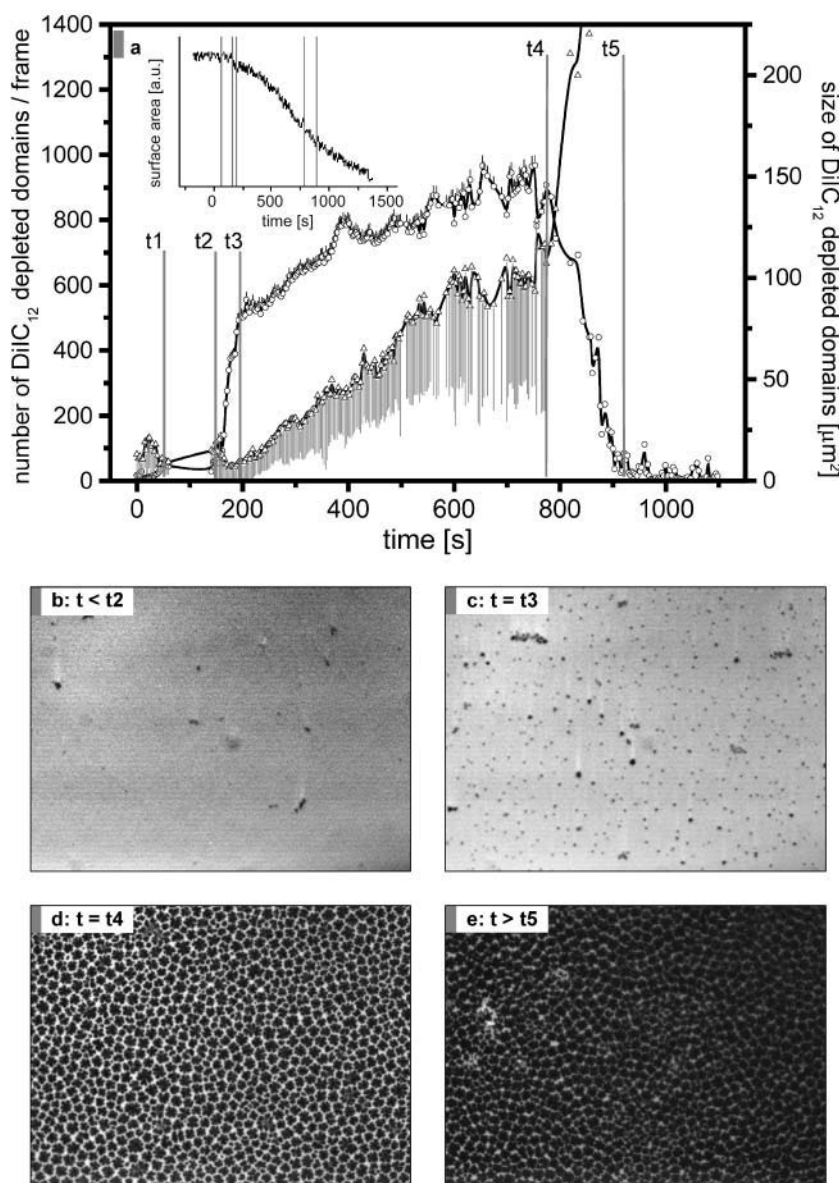 a
number of DiIC12 depleted domains / frame
0
200
400
600
800
1000
1200
1400
surface area [a.u.]
0
500
1000
1500
time [s]
t1
t2
t3
t4
t5
0
50
100
150
200
size of DiIC12 depleted domains [µm²]
0
200
400
600
800
1000
time [s]
b: t < t2
c: t = t3
d: t = t4
e: t > t5